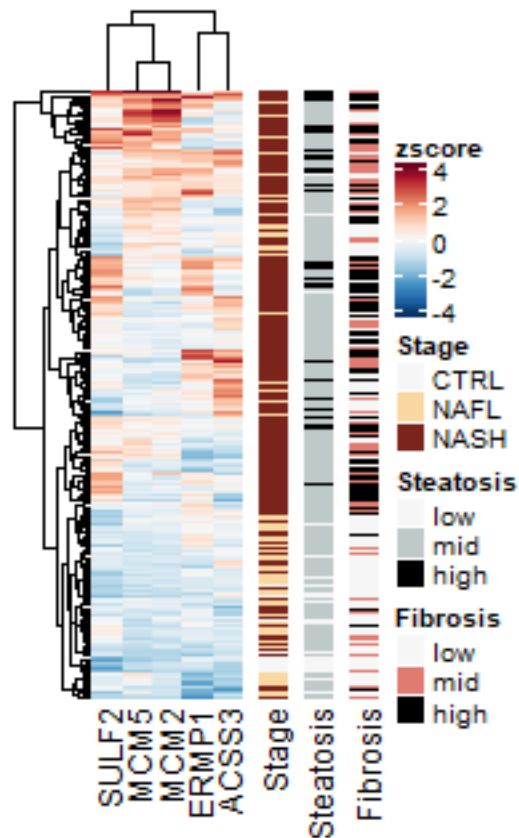 zscore
4
2
0
-2
-4
Stage
CTRL
NAFL
NASH
Steatosis
low
mid
high
Fibrosis
low
mid
high
SULF2
MCM5
MCM2
ERMP1
ACSS3
Stage
Steatosis
Fibrosis